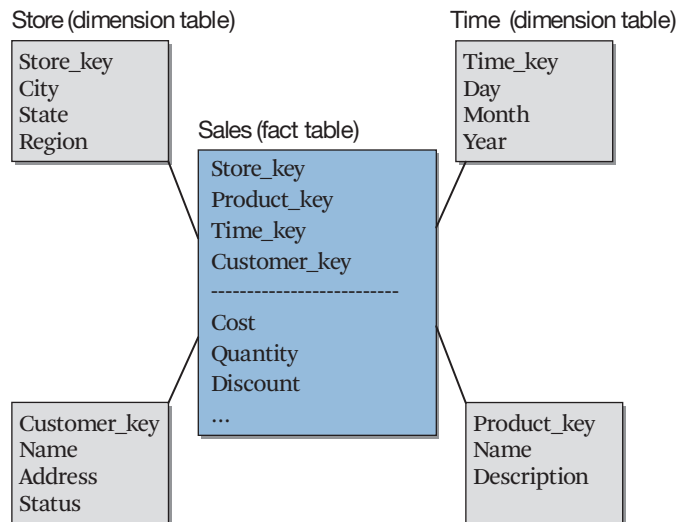 Store (dimension table)
Store_key
City
State
Region
Time (dimension table)
Time_key
Day
Month
Year
Sales (fact table)
Store_key
Product_key
Time_key
Customer_key
--------------------------
Cost
Quantity
Discount
...
Customer_key
Name
Address
Status
Product_key
Name
Description